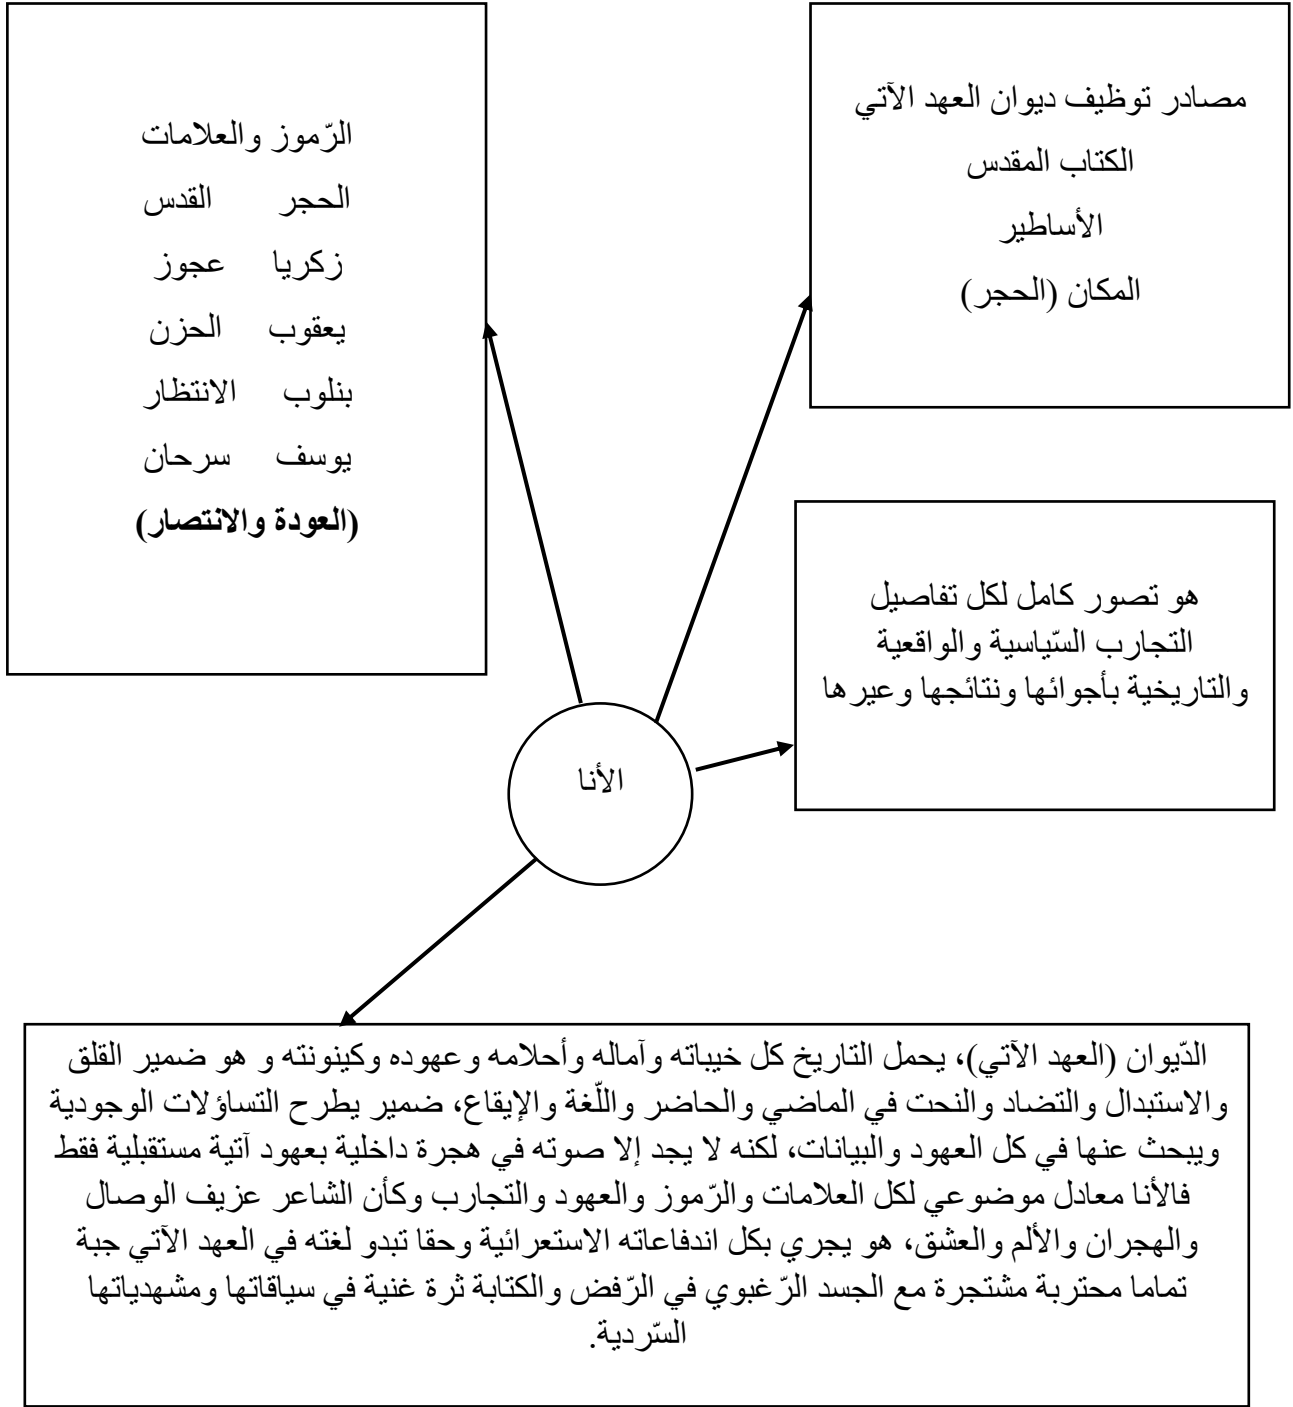 مصادر توظيف ديوان العهد الآتي
الكتاب المقدس
الأساطير
المكان (الحجر)
الرّموز والعلامات
الحجر القدس
زكريا عجوز
يعقوب الحزن
بنلوب الانتظار
يوسف سرحان
(العودة والانتصار)
هو تصور كامل لكل تفاصيل
التجارب السّياسية والواقعية
والتاريخية بأجوائها ونتائجها وعيرها
الأنا
الدّيوان (العهد الآتي)، يحمل التاريخ كل خيباته وآماله وأحلامه وعهوده وكينونته و هو ضمير القلق
والاستبدال والتضاد والنحت في الماضي والحاضر واللّغة والإيقاع، ضمير يطرح التساؤلات الوجودية
ويبحث عنها في كل العهود والبيانات، لكنه لا يجد إلا صوته في هجرة داخلية بعهود آتية مستقبلية فقط
فالأنا معادل موضوعي لكل العلامات والرّموز والعهود والتجارب وكأن الشاعر عزيف الوصال
والهجران والألم والعشق، هو يجري بكل اندفاعاته الاستعرائية وحقا تبدو لغته في العهد الآتي جبة
تماما محتربة مشتجرة مع الجسد الرّغبوي في الرّفض والكتابة ثرة غنية في سياقاتها ومشهدياتها
السّردية.